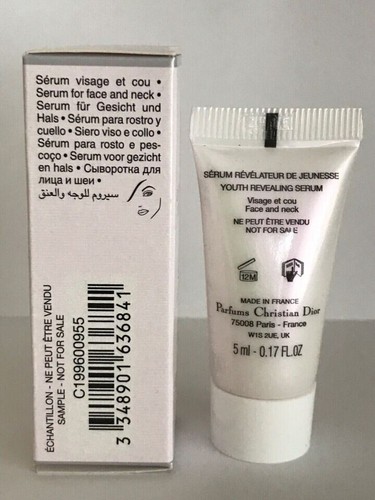 Sérum visage et cou •
Serum for face and neck •
Serum für Gesicht und
Hals • Sérum para rostro y
cuello • Siero viso e collo •
Sérum para rosto e pes-
coço • Serum voor gezicht
en hals • Сыворотка для
лица и шеи •
سيروم للوجه والعنق
ÉCHANTILLON - NE PEUT ÊTRE VENDU
SAMPLE - NOT FOR SALE
C199600955
3 348901 636841
SÉRUM RÉVÉLATEUR DE JEUNESSE
YOUTH REVEALING SERUM
Visage et cou
Face and neck
NE PEUT ÊTRE VENDU
NOT FOR SALE
12M
MADE IN FRANCE
Parfums Christian Dior
75008 Paris - France
W1S 2UE, UK
5 ml - 0.17 FL.OZ